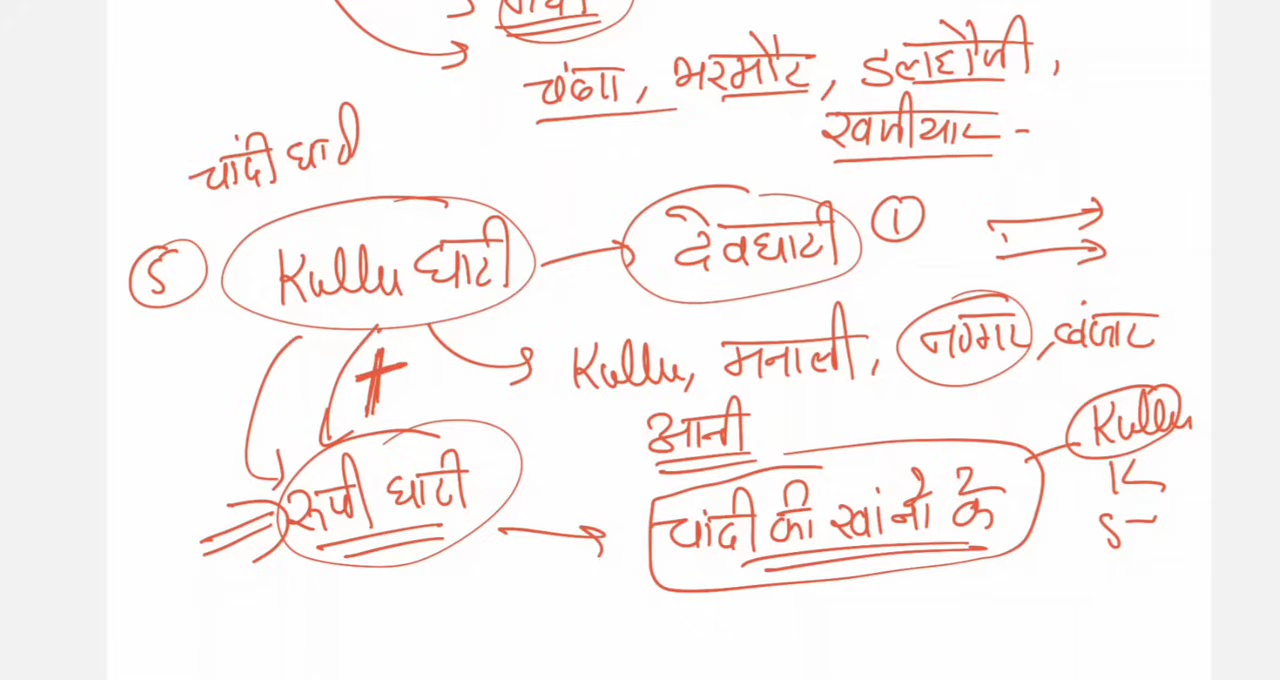 चंबा, भरमौर, डलहौजी,
खजीयार -
चांदी घाटी
5 Kullu घाटी → देवघाटी 1
Kullu, मनाली, नग्गर, बंजार
आनी
Kullu
रूपी घाटी → चांदी की खानों के
K
S